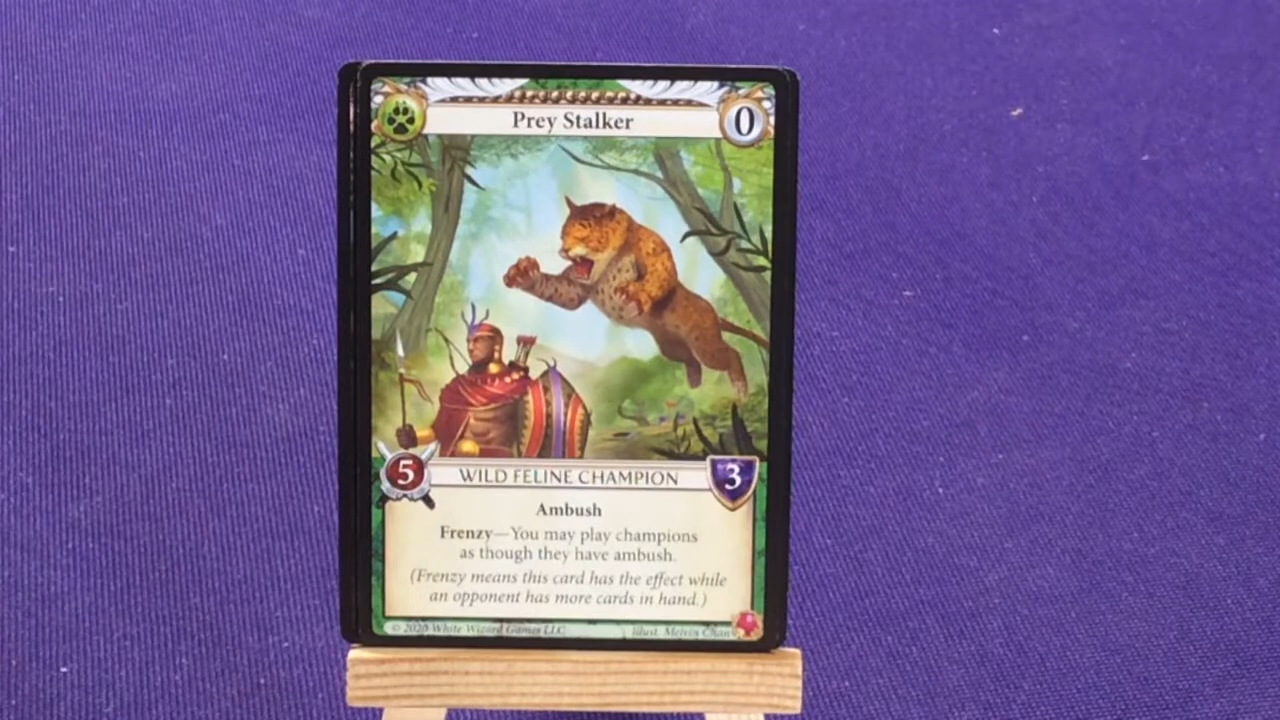 Prey Stalker
0
5
WILD FELINE CHAMPION
3
Ambush
Frenzy—You may play champions
as though they have ambush.
(Frenzy means this card has the effect while
an opponent has more cards in hand.)
© 2020 White Wizard Games LLC
Illust. Melvin Chan